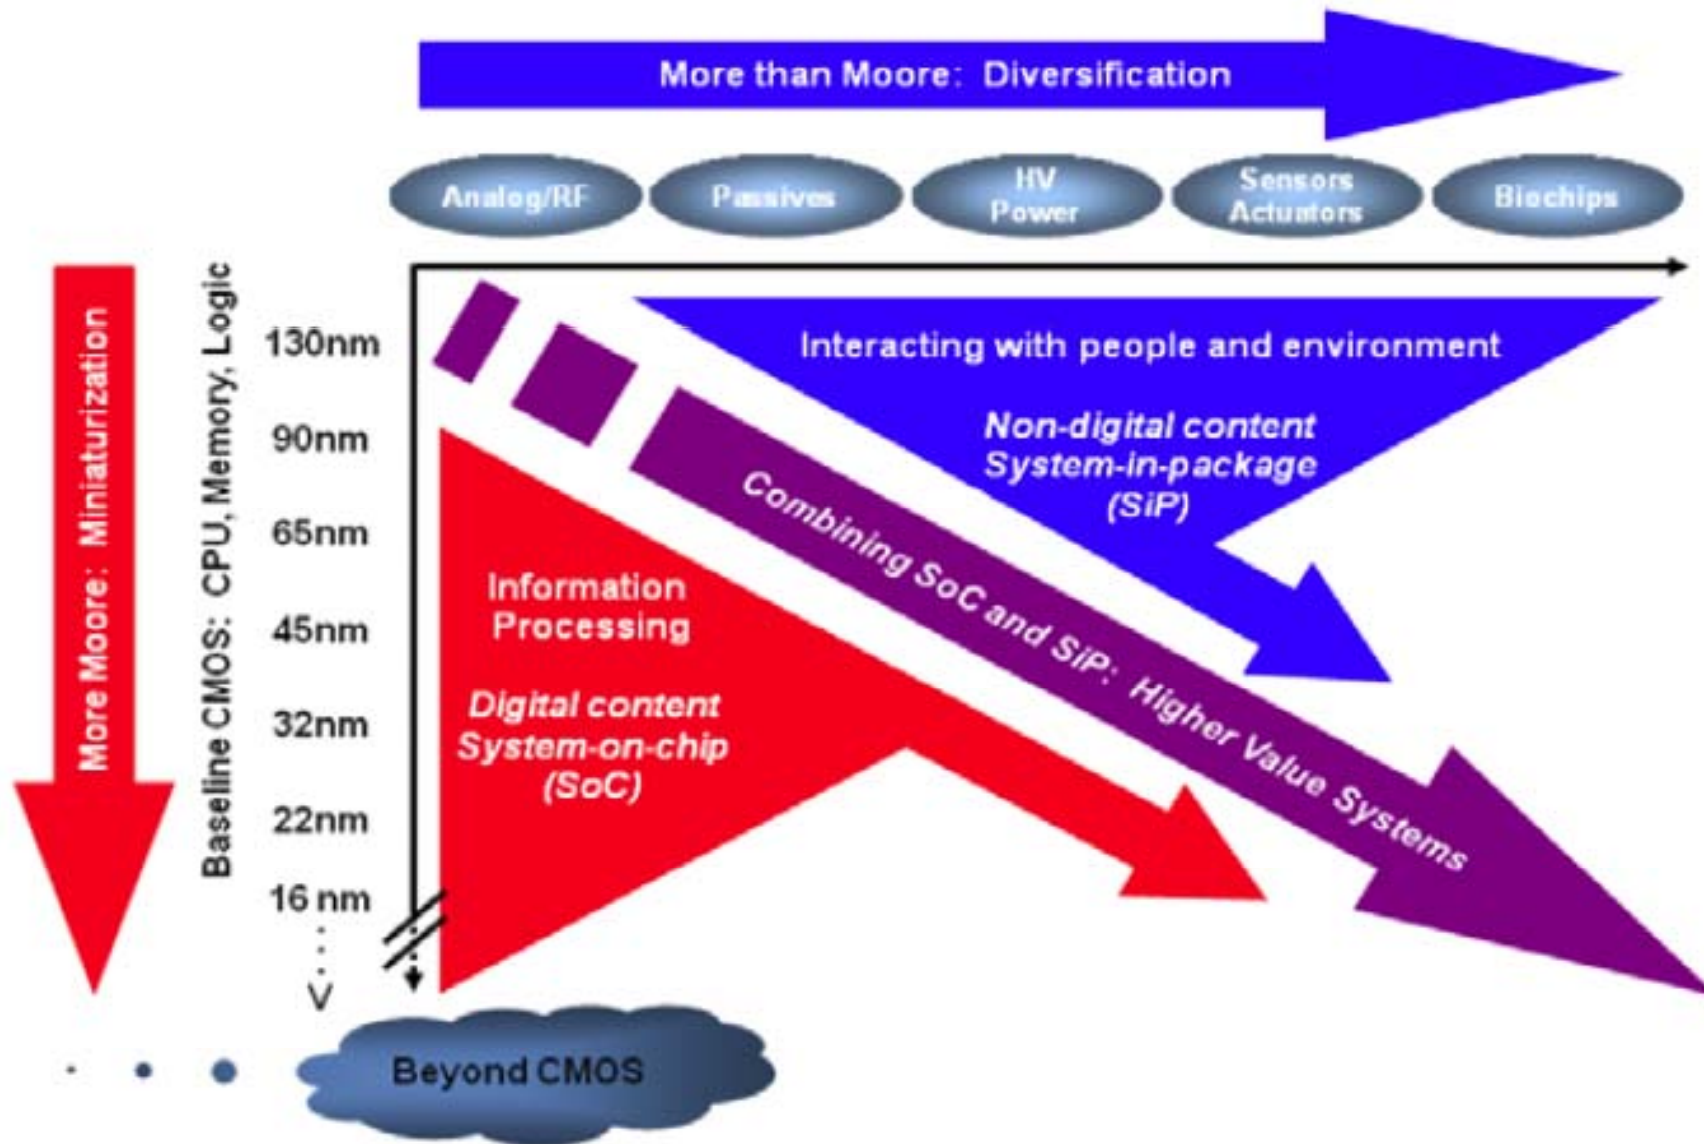 More than Moore:  Diversification
Analog/RF
Passives
HV
Power
Sensors
Actuators
Biochips
More Moore:  Miniaturization
Baseline CMOS:  CPU, Memory, Logic
130nm
90nm
65nm
45nm
32nm
22nm
16 nm
Interacting with people and environment
Non-digital content
System-in-package
(SiP)
Combining SoC and SiP:  Higher Value Systems
Information
Processing
Digital content
System-on-chip
(SoC)
Beyond CMOS